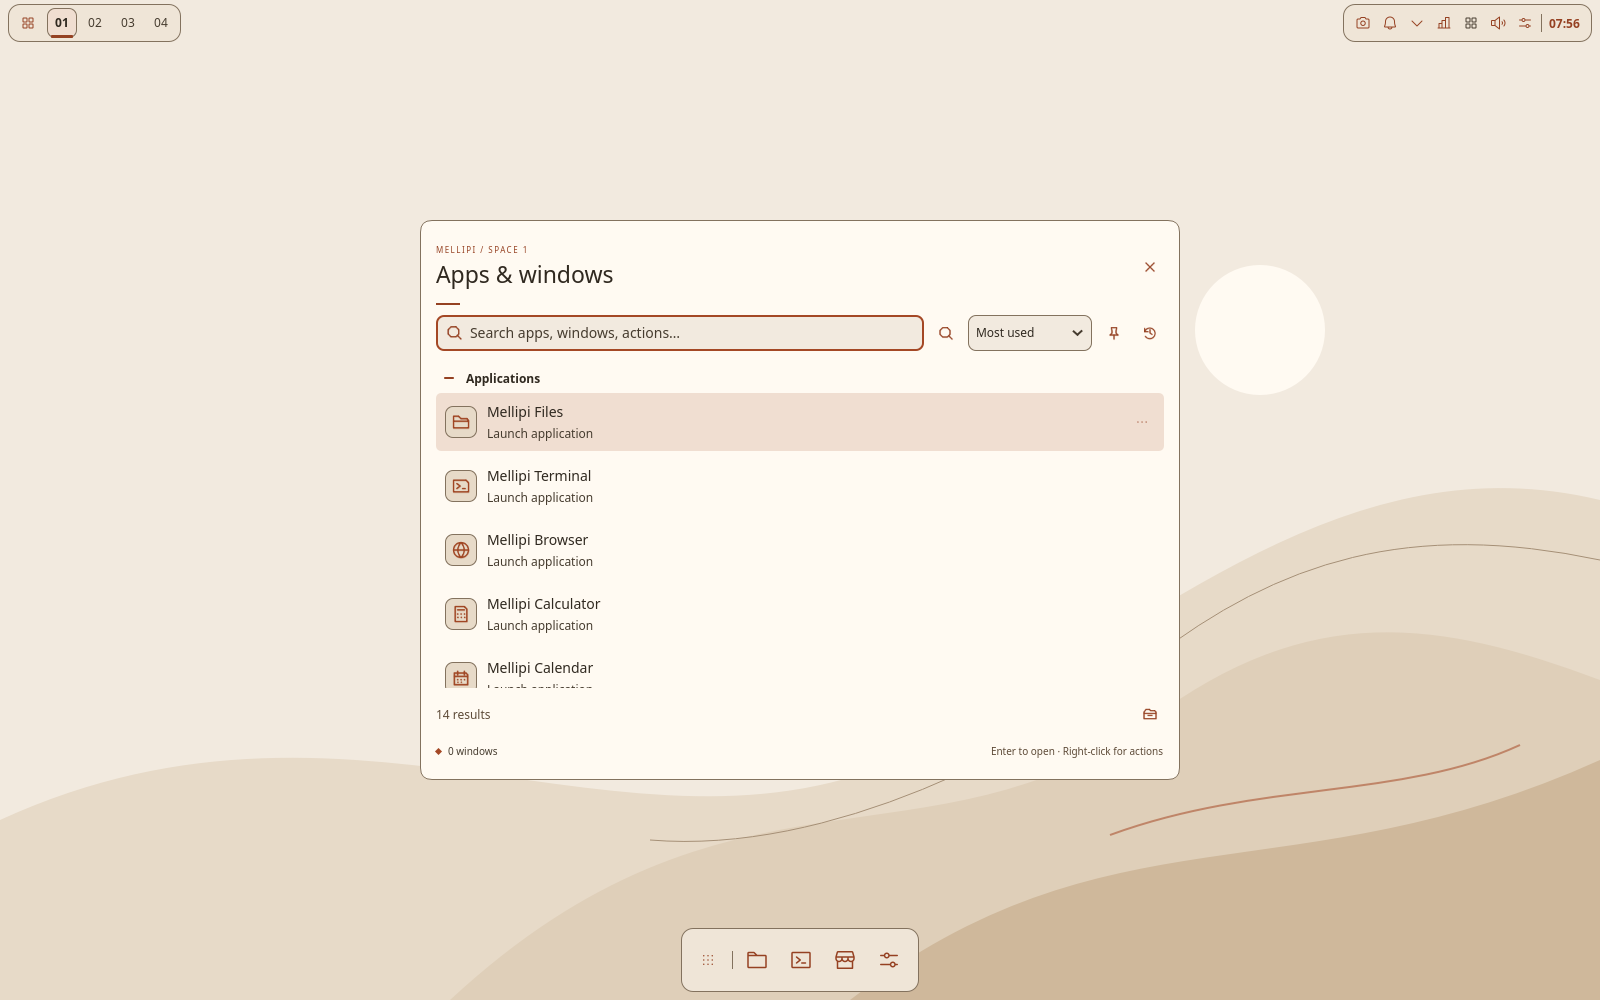 01 02 03 04
07:56
MELLIPI / SPACE 1
Apps & windows
Search apps, windows, actions...
Most used
Applications
Mellipi Files
Launch application
Mellipi Terminal
Launch application
Mellipi Browser
Launch application
Mellipi Calculator
Launch application
Mellipi Calendar
Launch application
14 results
0 windows
Enter to open · Right-click for actions